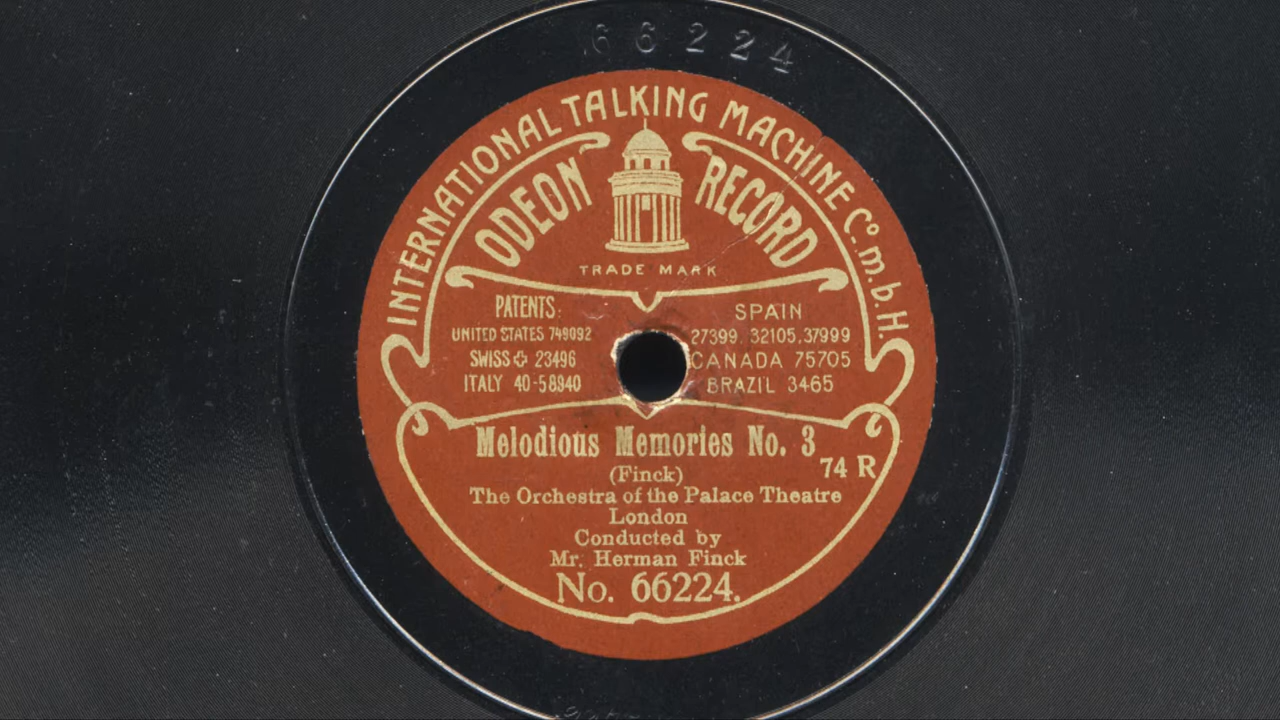 66224
INTERNATIONAL TALKING MACHINE Co. m.b.H.
ODEON RECORD
TRADE MARK
PATENTS:
UNITED STATES 749092
SWISS 23496
ITALY 40-58940
SPAIN
27399. 32105.37999
CANADA 75705
BRAZIL 3465
Melodious Memories No. 3
74 R
(Finck)
The Orchestra of the Palace Theatre
London
Conducted by
Mr. Herman Finck
No. 66224.